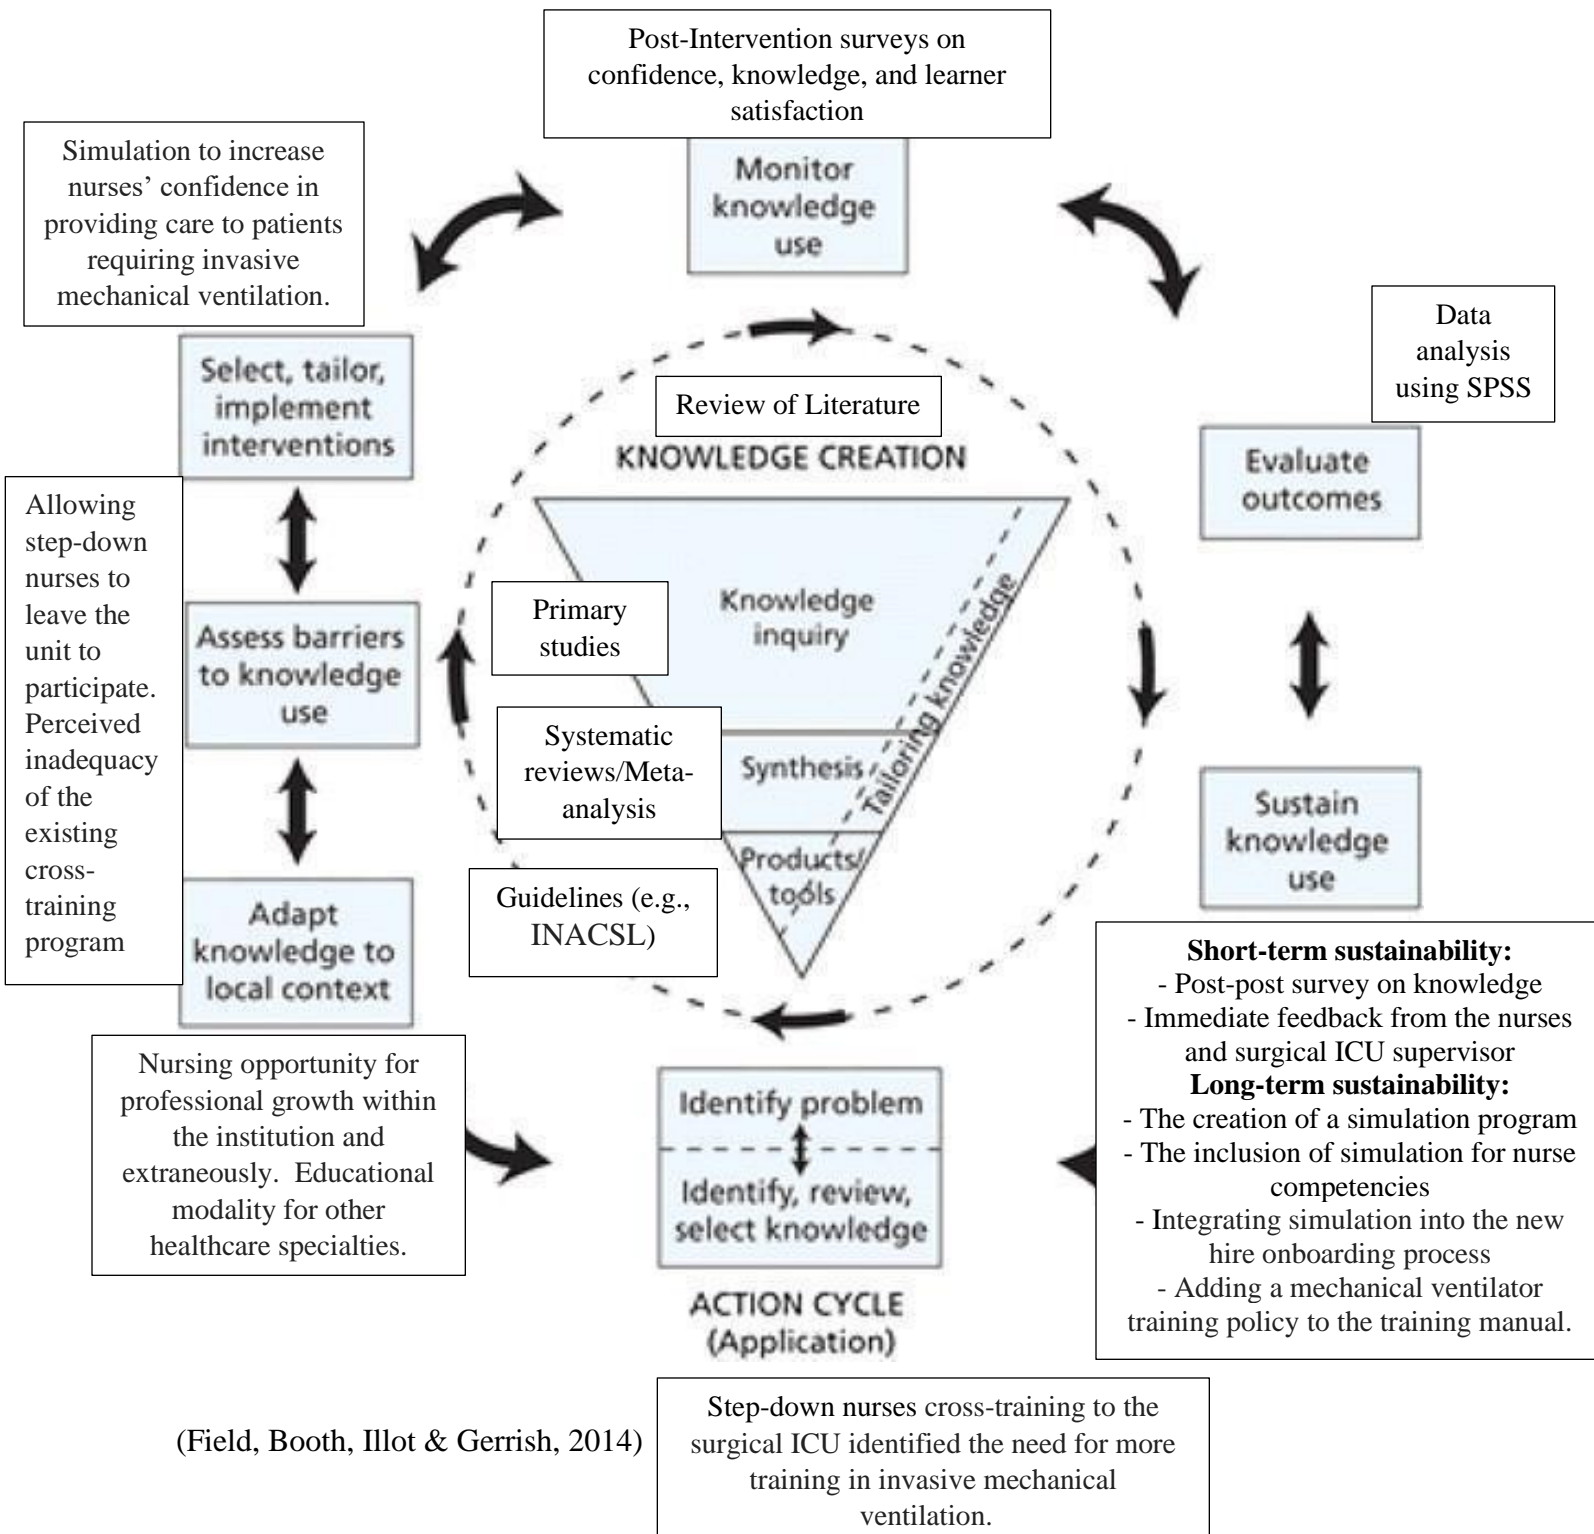 Post-Intervention surveys on
confidence, knowledge, and learner
satisfaction
Monitor
knowledge
use
Simulation to increase
nurses’ confidence in
providing care to patients
requiring invasive
mechanical ventilation.
Select, tailor,
implement
interventions
Data
analysis
using SPSS
Evaluate
outcomes
Review of Literature
KNOWLEDGE CREATION
Knowledge
inquiry
Tailoring knowledge
Primary
studies
Systematic
reviews/Meta-
analysis
Synthesis
Products/
tools
Guidelines (e.g.,
INACSL)
Allowing
step-down
nurses to
leave the
unit to
participate.
Perceived
inadequacy
of the
existing
cross-
training
program
Assess barriers
to knowledge
use
Adapt
knowledge to
local context
Nursing opportunity for
professional growth within
the institution and
extraneously.  Educational
modality for other
healthcare specialties.
Sustain
knowledge
use
Short-term sustainability:
- Post-post survey on knowledge
- Immediate feedback from the nurses
and surgical ICU supervisor
Long-term sustainability:
- The creation of a simulation program
- The inclusion of simulation for nurse
competencies
- Integrating simulation into the new
hire onboarding process
- Adding a mechanical ventilator
training policy to the training manual.
Identify problem
Identify, review,
select knowledge
ACTION CYCLE
(Application)
Step-down nurses cross-training to the
surgical ICU identified the need for more
training in invasive mechanical
ventilation.
(Field, Booth, Illot & Gerrish, 2014)